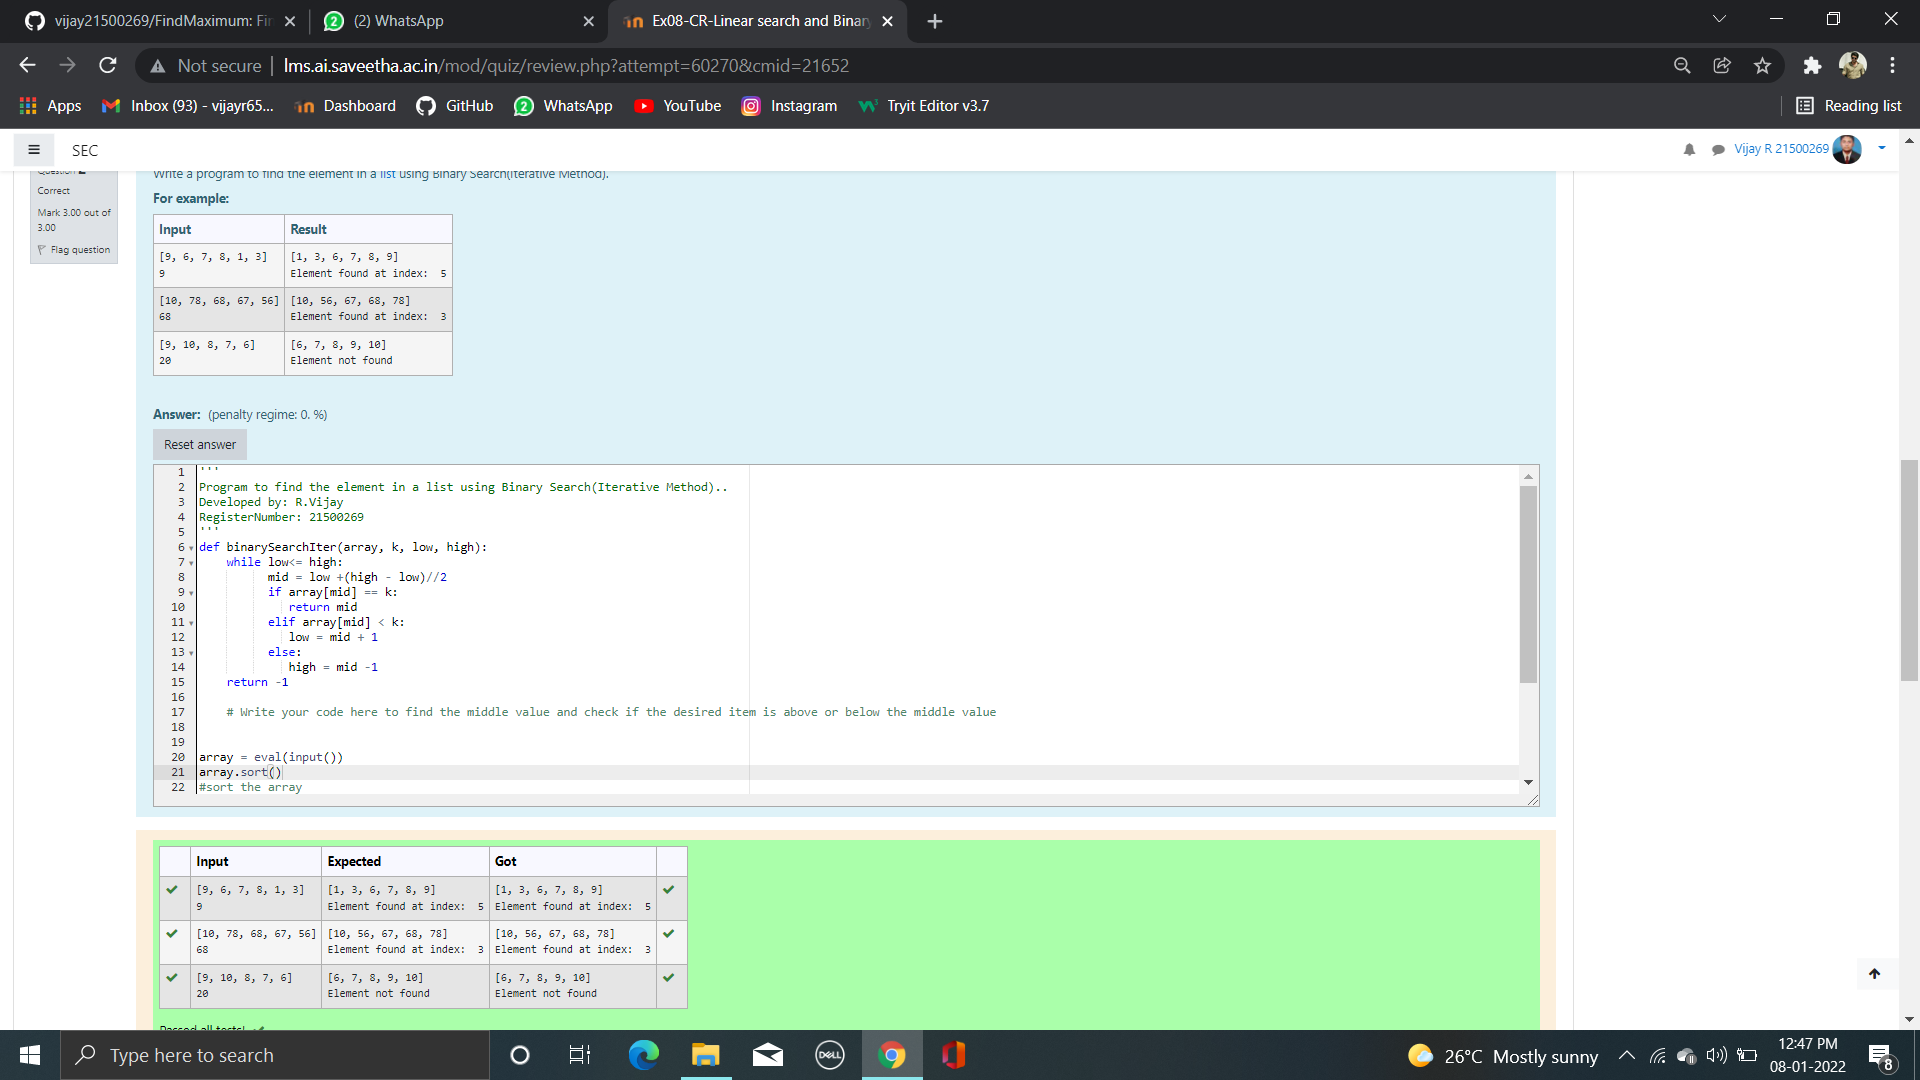 vijay21500269/FindMaximum: Fin
(2) WhatsApp
Ex08-CR-Linear search and Binar
Not secure | lms.ai.saveetha.ac.in/mod/quiz/review.php?attempt=60270&cmid=21652
Apps Inbox (93) - vijayr65... Dashboard GitHub WhatsApp YouTube Instagram Tryit Editor v3.7 Reading list
SEC
Vijay R 21500269
Correct
Mark 3.00 out of
3.00
Flag question
Write a program to find the element in a list using Binary Search(Iterative Method).
For example:
Input Result
[9, 6, 7, 8, 1, 3] [1, 3, 6, 7, 8, 9]
9 Element found at index:  5
[10, 78, 68, 67, 56] [10, 56, 67, 68, 78]
68 Element found at index:  3
[9, 10, 8, 7, 6] [6, 7, 8, 9, 10]
20 Element not found
Answer: (penalty regime: 0. %)
Reset answer
1 '''
2 Program to find the element in a list using Binary Search(Iterative Method)..
3 Developed by: R.Vijay
4 RegisterNumber: 21500269
5 '''
6 def binarySearchIter(array, k, low, high):
7 while low<= high:
8 mid = low +(high - low)//2
9 if array[mid] == k:
10 return mid
11 elif array[mid] < k:
12 low = mid + 1
13 else:
14 high = mid -1
15 return -1
16
17 # Write your code here to find the middle value and check if the desired item is above or below the middle value
18
19
20 array = eval(input())
21 array.sort()
22 #sort the array
Input Expected Got
[9, 6, 7, 8, 1, 3] [1, 3, 6, 7, 8, 9] [1, 3, 6, 7, 8, 9]
9 Element found at index:  5 Element found at index:  5
[10, 78, 68, 67, 56] [10, 56, 67, 68, 78] [10, 56, 67, 68, 78]
68 Element found at index:  3 Element found at index:  3
[9, 10, 8, 7, 6] [6, 7, 8, 9, 10] [6, 7, 8, 9, 10]
20 Element not found Element not found
Passed all tests!
Type here to search
DELL
26°C Mostly sunny
12:47 PM
08-01-2022
8